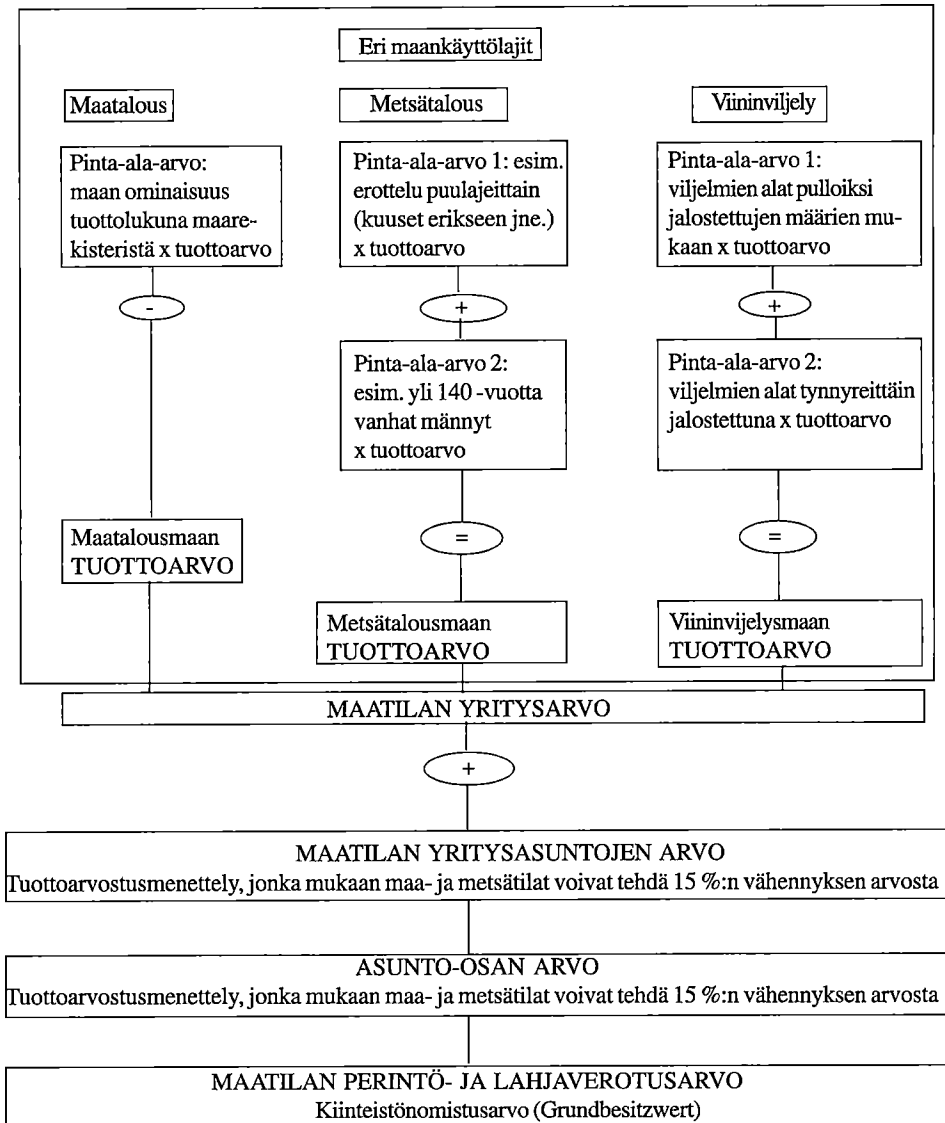 Eri maankäyttölajit
Maatalous
Metsätalous
Viininviljely
Pinta-ala-arvo:
maan ominaisuus
tuottolukuna maare-
kisteristä x tuottoarvo
Pinta-ala-arvo 1: esim.
erottelu puulajeittain
(kuuset erikseen jne.)
x tuottoarvo
Pinta-ala-arvo 1:
viljelmien alat pulloiksi
jalostettujen määrien mu-
kaan x tuottoarvo
-
+
+
Pinta-ala-arvo 2:
esim. yli 140 -vuotta
vanhat männyt
x tuottoarvo
Pinta-ala-arvo 2:
viljelmien alat tynnyreittäin
jalostettuna x tuottoarvo
Maatalousmaan
TUOTTOARVO
=
=
Metsätalousmaan
TUOTTOARVO
Viininvijelysmaan
TUOTTOARVO
MAATILAN YRITYSARVO
+
MAATILAN YRITYSASUNTOJEN ARVO
Tuottoarvostusmenettely, jonka mukaan maa- ja metsätilat voivat tehdä 15 %:n vähennyksen arvosta
ASUNTO-OSAN ARVO
Tuottoarvostusmenettely, jonka mukaan maa- ja metsätilat voivat tehdä 15 %:n vähennyksen arvosta
MAATILAN PERINTÖ- JA LAHJAVEROTUSARVO
Kiinteistönomistusarvo (Grundbesitzwert)